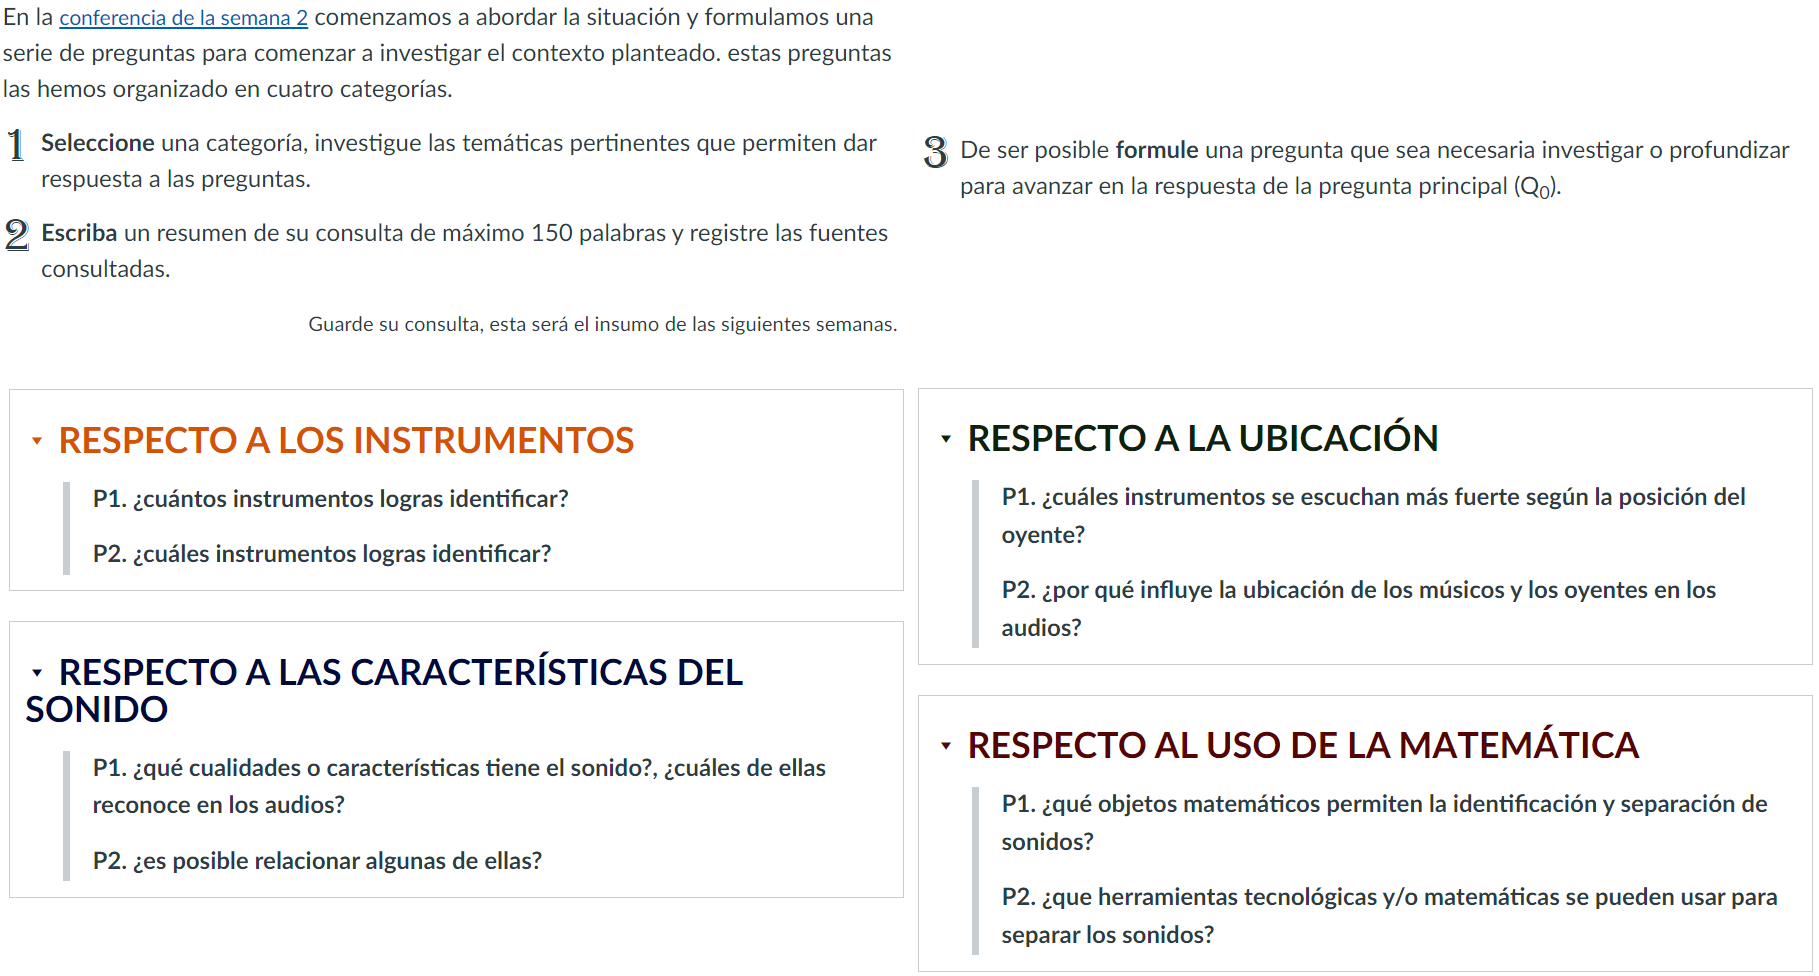 En la conferencia de la semana 2 comenzamos a abordar la situación y formulamos una
serie de preguntas para comenzar a investigar el contexto planteado. estas preguntas
las hemos organizado en cuatro categorías.
1 Seleccione una categoría, investigue las temáticas pertinentes que permiten dar
respuesta a las preguntas.
2 Escriba un resumen de su consulta de máximo 150 palabras y registre las fuentes
consultadas.
Guarde su consulta, esta será el insumo de las siguientes semanas.
3 De ser posible formule una pregunta que sea necesaria investigar o profundizar
para avanzar en la respuesta de la pregunta principal (Q0).
RESPECTO A LOS INSTRUMENTOS
P1. ¿cuántos instrumentos logras identificar?
P2. ¿cuáles instrumentos logras identificar?
RESPECTO A LAS CARACTERÍSTICAS DEL
SONIDO
P1. ¿qué cualidades o características tiene el sonido?, ¿cuáles de ellas
reconoce en los audios?
P2. ¿es posible relacionar algunas de ellas?
RESPECTO A LA UBICACIÓN
P1. ¿cuáles instrumentos se escuchan más fuerte según la posición del
oyente?
P2. ¿por qué influye la ubicación de los músicos y los oyentes en los
audios?
RESPECTO AL USO DE LA MATEMÁTICA
P1. ¿qué objetos matemáticos permiten la identificación y separación de
sonidos?
P2. ¿que herramientas tecnológicas y/o matemáticas se pueden usar para
separar los sonidos?